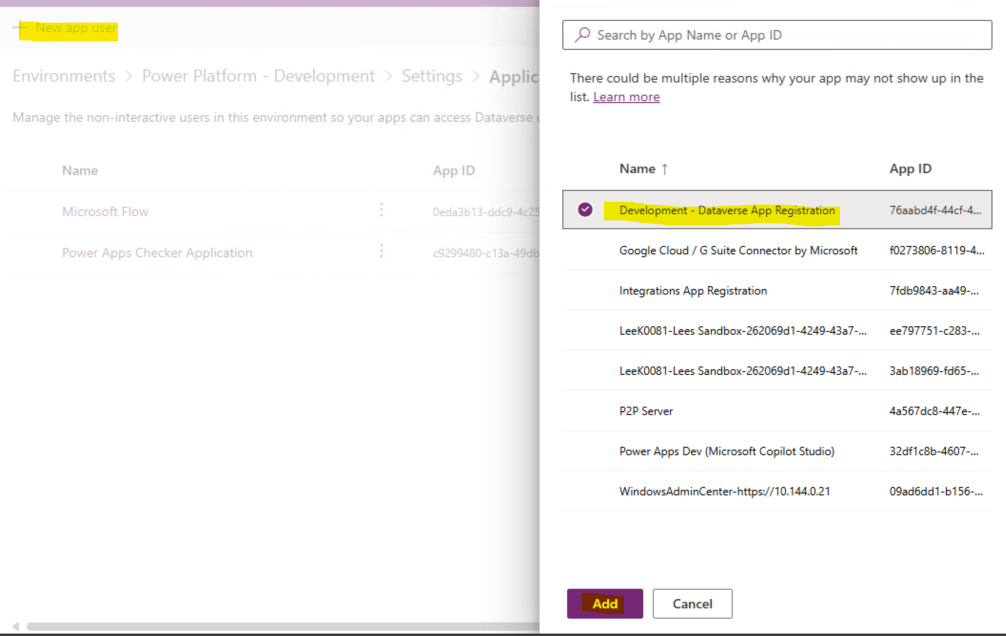 + New app user
Environments > Power Platform - Development > Settings > Applic
Manage the non-interactive users in this environment so your apps can access Dataverse
Name App ID
Microsoft Flow 0eda3b13-ddc9-4c25
Power Apps Checker Application c9299480-c13a-49db
Search by App Name or App ID
There could be multiple reasons why your app may not show up in the
list. Learn more
Name ↑ App ID
Development - Dataverse App Registration 76aabd4f-44cf-4...
Google Cloud / G Suite Connector by Microsoft f0273806-8119-4...
Integrations App Registration 7fdb9843-aa49-...
LeeK0081-Lees Sandbox-262069d1-4249-43a7-... ee797751-c283-...
LeeK0081-Lees Sandbox-262069d1-4249-43a7-... 3ab18969-fd65-...
P2P Server 4a567dc8-447e-...
Power Apps Dev (Microsoft Copilot Studio) 32df1c8b-4607-...
WindowsAdminCenter-https://10.144.0.21 09ad6dd1-b156-...
Add Cancel